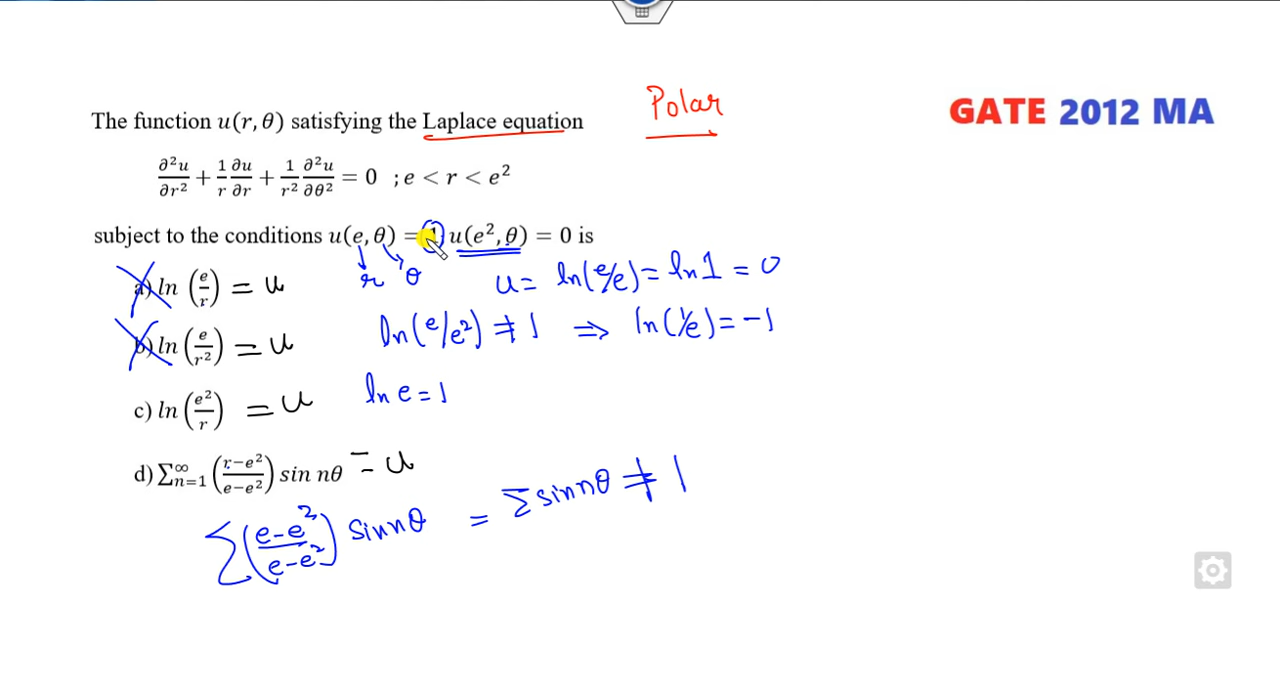 Polar
GATE 2012 MA
The function u(r, θ) satisfying the Laplace equation
∂²u/∂r² + 1/r ∂u/∂r + 1/r² ∂²u/∂θ² = 0 ; e < r < e²
subject to the conditions u(e, θ) = 1, u(e², θ) = 0 is
r θ
a) ln (e/r) = u
u = ln(e/e) = ln 1 = 0
b) ln (e/r²) = u
ln(e/e²) ≠ 1 ⇒ ln(1/e) = -1
c) ln (e²/r) = u
ln e = 1
d) ∑ₙ₌₁^∞ ((r−e²)/(e−e²)) sin nθ = u
∑((e-e²)/(e-e²)) sin nθ = ∑ sin nθ ≠ 1